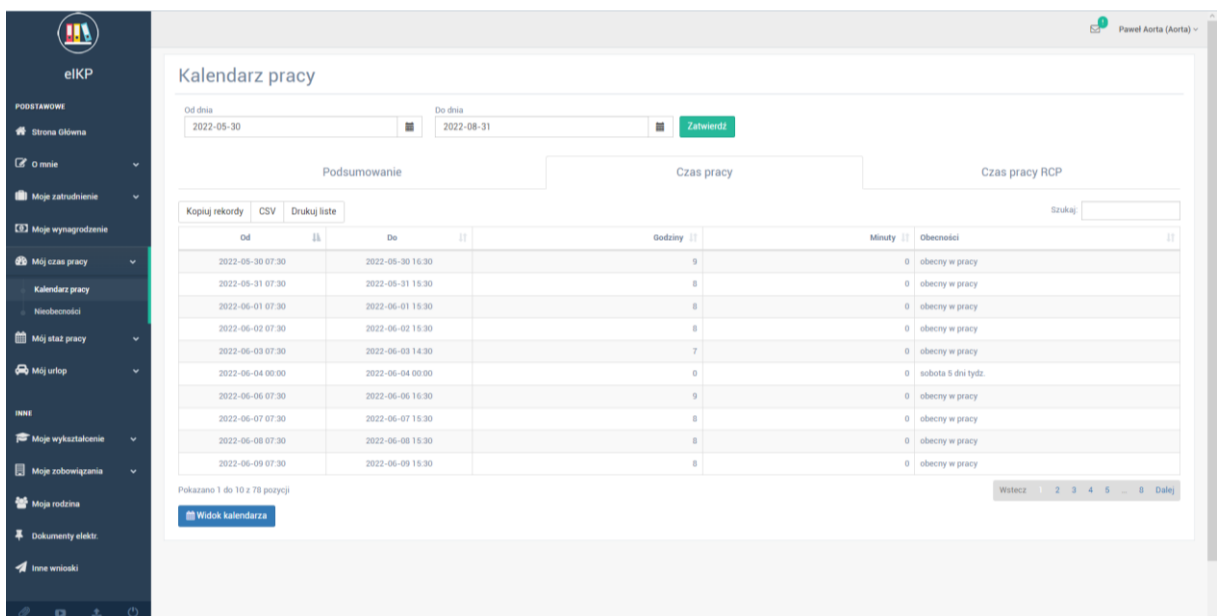 Paweł Aorta (Aorta)
eIKP
PODSTAWOWE
Strona Główna
O mnie
Moje zatrudnienie
Moje wynagrodzenie
Mój czas pracy
Kalendarz pracy
Nieobecności
Mój staż pracy
Mój urlop
INNE
Moje wykształcenie
Moje zobowiązania
Moja rodzina
Dokumenty elektr.
Inne wnioski
Kalendarz pracy
Od dnia Do dnia
2022-05-30 2022-08-31 Zatwierdź
Podsumowanie Czas pracy Czas pracy RCP
Kopiuj rekordy CSV Drukuj liste Szukaj:
Od Do Godziny Minuty Obecności
2022-05-30 07:30 2022-05-30 16:30 9 0 obecny w pracy
2022-05-31 07:30 2022-05-31 15:30 8 0 obecny w pracy
2022-06-01 07:30 2022-06-01 15:30 8 0 obecny w pracy
2022-06-02 07:30 2022-06-02 15:30 8 0 obecny w pracy
2022-06-03 07:30 2022-06-03 14:30 7 0 obecny w pracy
2022-06-04 00:00 2022-06-04 00:00 0 0 sobota 5 dni tydz.
2022-06-06 07:30 2022-06-06 16:30 9 0 obecny w pracy
2022-06-07 07:30 2022-06-07 15:30 8 0 obecny w pracy
2022-06-08 07:30 2022-06-08 15:30 8 0 obecny w pracy
2022-06-09 07:30 2022-06-09 15:30 8 0 obecny w pracy
Pokazano 1 do 10 z 78 pozycji
Wstecz 1 2 3 4 5 ... 8 Dalej
Widok kalendarza